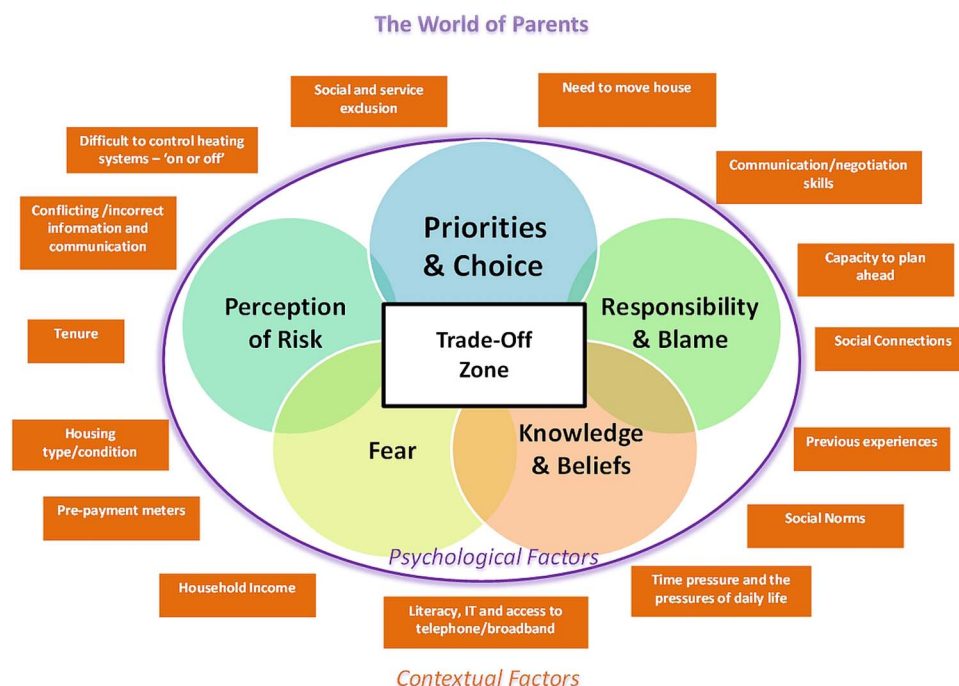 The World of Parents
Social and service
exclusion
Need to move house
Difficult to control heating
systems – ‘on or off’
Communication/negotiation
skills
Conflicting /incorrect
information and
communication
Priorities
& Choice
Capacity to plan
ahead
Perception
of Risk
Responsibility
& Blame
Tenure
Trade-Off
Zone
Social Connections
Housing
type/condition
Fear
Knowledge
& Beliefs
Previous experiences
Pre-payment meters
Social Norms
Psychological Factors
Household Income
Time pressure and the
pressures of daily life
Literacy, IT and access to
telephone/broadband
Contextual Factors